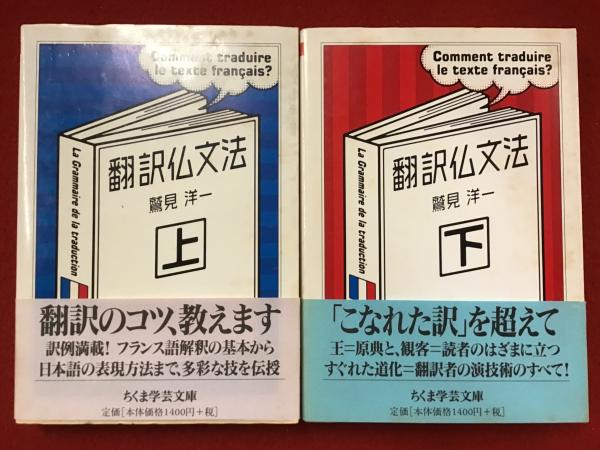 Comment traduire
le texte français?
La Grammaire de la traduction
翻訳仏文法
鷲見 洋一
上
翻訳のコツ、教えます
訳例満載！ フランス語解釈の基本から
日本語の表現方法まで、多彩な技を伝授
ちくま学芸文庫
定価[本体価格1400円+税]
Comment traduire
le texte français?
La Grammaire de la traduction
翻訳仏文法
鷲見 洋一
下
「こなれた訳」を超えて
王=原典と、観客=読者のはざまに立つ
すぐれた道化=翻訳者の演技術のすべて！
ちくま学芸文庫
定価[本体価格1400円+税]